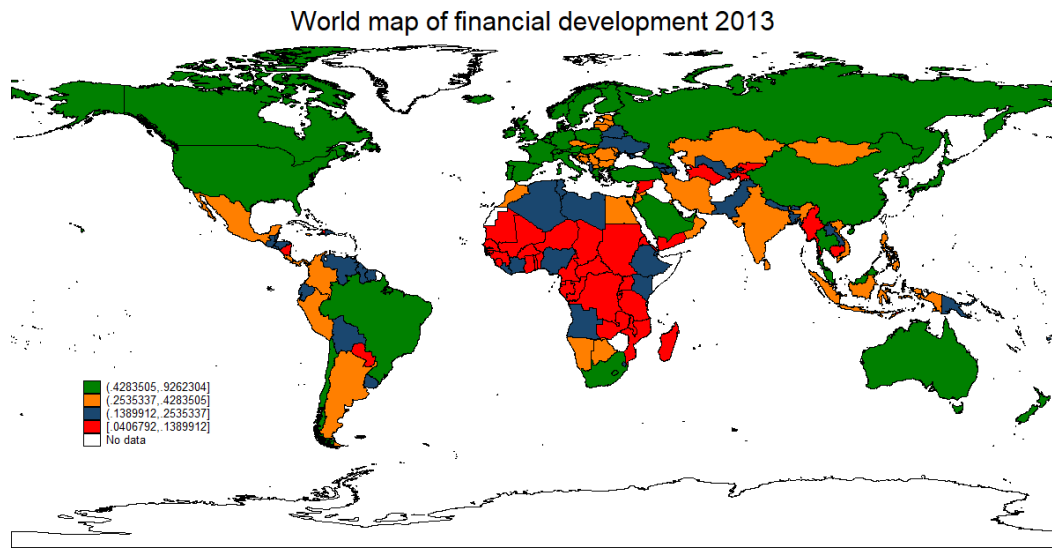 World map of financial development 2013
(.4283505,.9262304]
(.2535337,.4283505]
(.1389912,.2535337]
[.0406792,.1389912]
No data